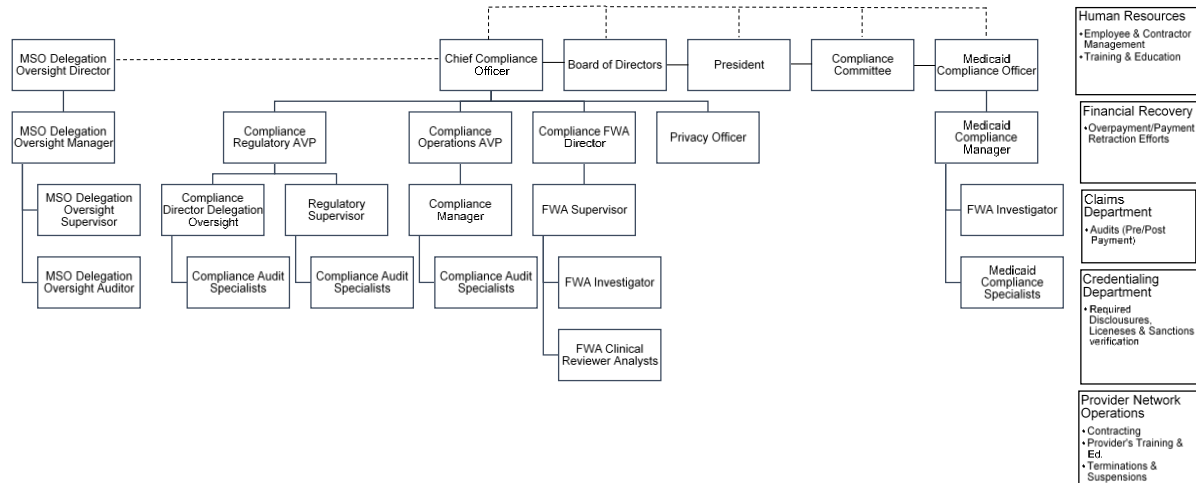 MSO Delegation
Oversight Director
Chief Compliance
Officer
Board of Directors
President
Compliance
Committee
Medicaid
Compliance Officer
MSO Delegation
Oversight Manager
Compliance
Regulatory AVP
Compliance
Operations AVP
Compliance FWA
Director
Privacy Officer
Medicaid
Compliance
Manager
MSO Delegation
Oversight
Supervisor
Compliance
Director Delegation
Oversight
Regulatory
Supervisor
Compliance
Manager
FWA Supervisor
FWA Investigator
MSO Delegation
Oversight Auditor
Compliance Audit
Specialists
Compliance Audit
Specialists
Compliance Audit
Specialists
FWA Investigator
Medicaid
Compliance
Specialists
FWA Clinical
Reviewer Analysts
Human Resources
•Employee & Contractor
Management
•Training & Education
Financial Recovery
•Overpayment/Payment
Retraction Efforts
Claims
Department
•Audits (Pre/Post
Payment)
Credentialing
Department
•Required
Disclousures,
Liceneses & Sanctions
verification
Provider Network
Operations
•Contracting
•Provider's Training &
Ed.
•Terminations &
Suspensions